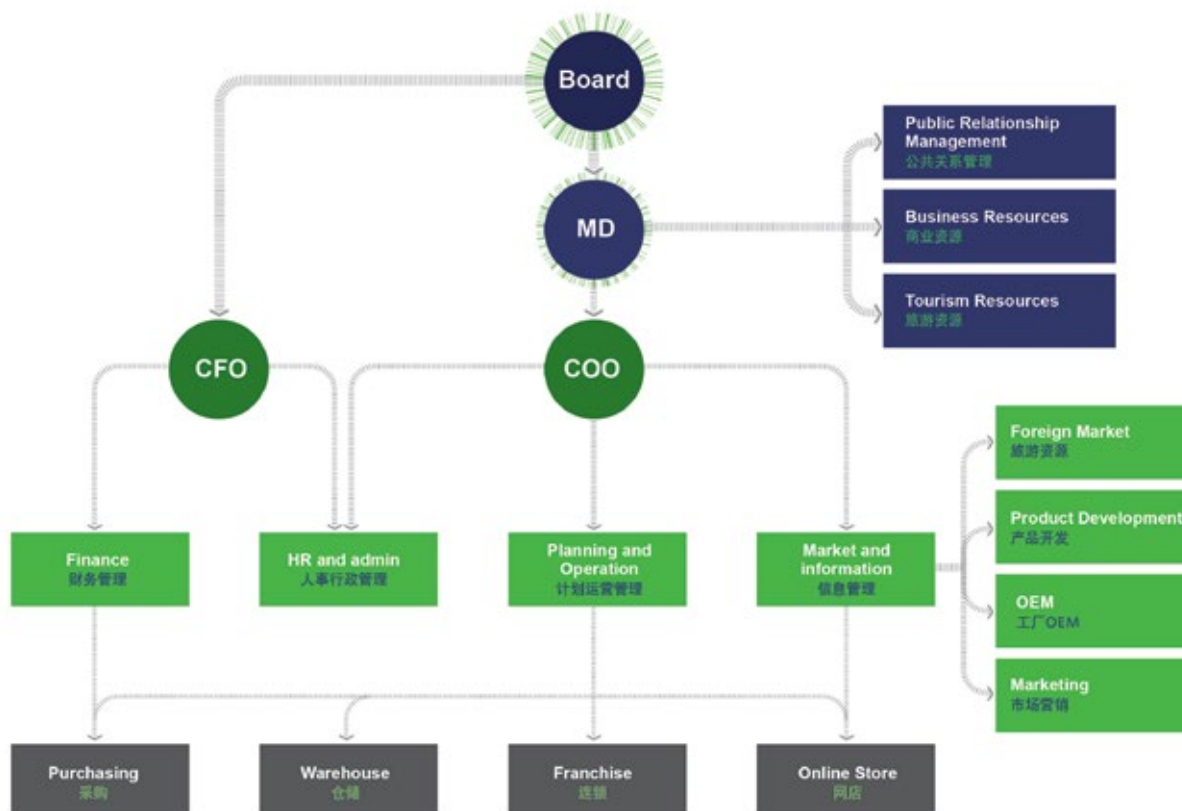 Board
MD
Public Relationship
Management
公共关系管理
Business Resources
商业资源
Tourism Resources
旅游资源
CFO
COO
Foreign Market
旅游资源
Product Development
产品开发
OEM
工厂OEM
Marketing
市场营销
Finance
财务管理
HR and admin
人事行政管理
Planning and
Operation
计划运营管理
Market and
information
信息管理
Purchasing
采购
Warehouse
仓储
Franchise
连锁
Online Store
网店